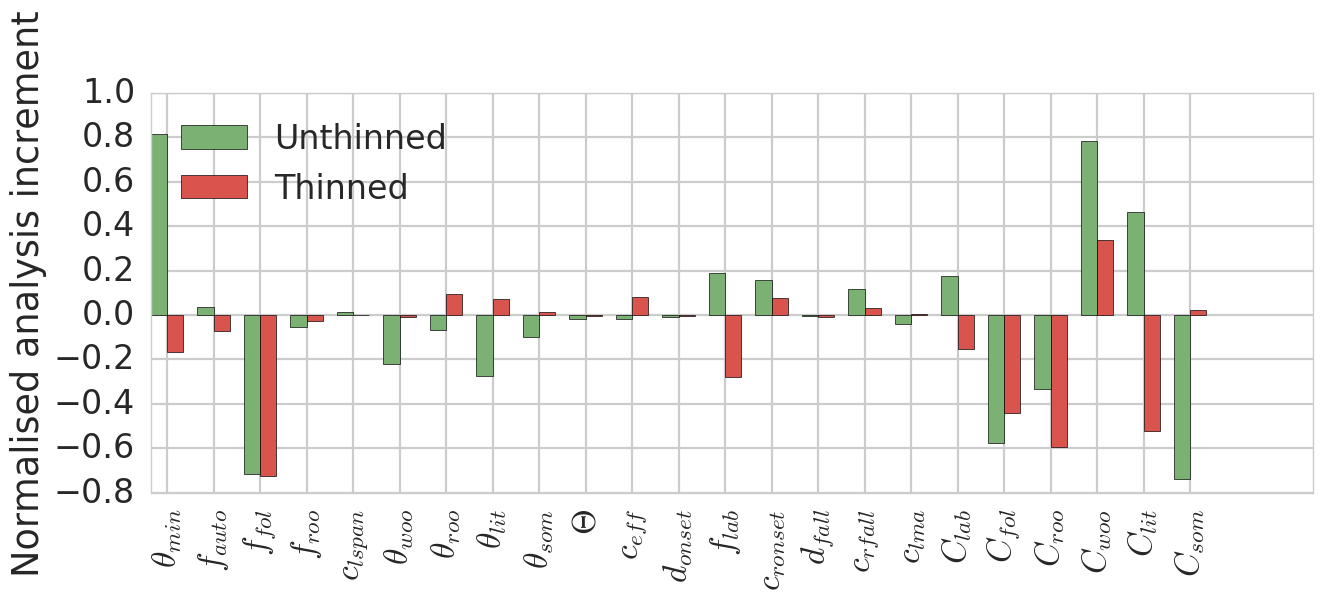 Normalised analysis increment
1.0
0.8
0.6
0.4
0.2
0.0
−0.2
−0.4
−0.6
−0.8
Unthinned
Thinned
θmin
fauto
ffol
froo
clspan
θwoo
θroo
θlit
θsom
Θ
ceff
donset
flab
cronset
dfall
crfall
clma
Clab
Cfol
Croo
Cwoo
Clit
Csom